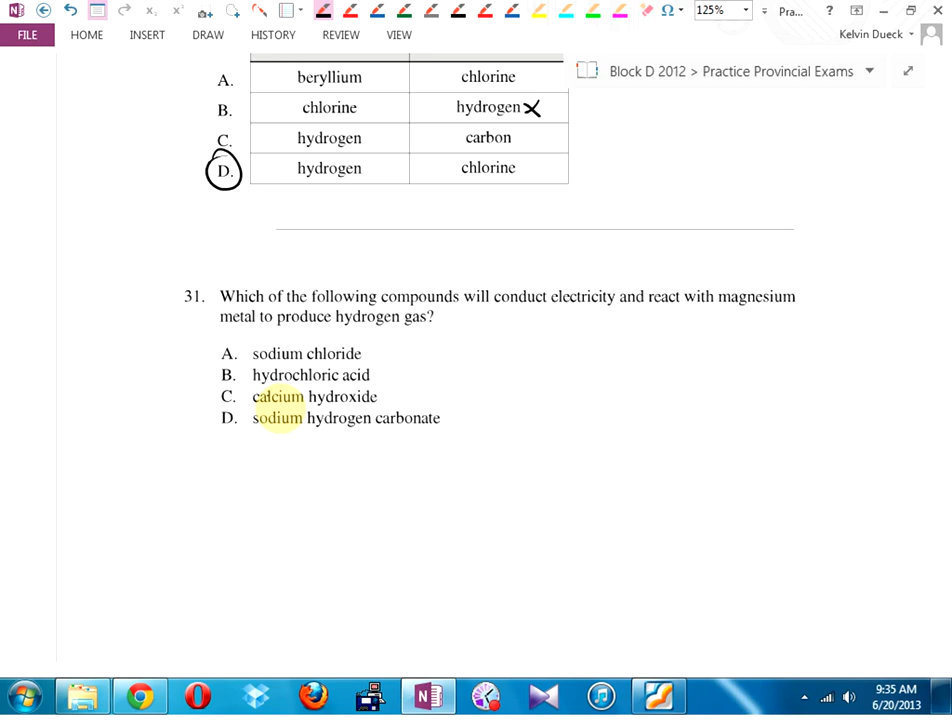 125%
Pra...
?
FILE HOME INSERT DRAW HISTORY REVIEW VIEW
Kelvin Dueck
Block D 2012 > Practice Provincial Exams
A. beryllium chlorine
B. chlorine hydrogen X
C. hydrogen carbon
D. hydrogen chlorine
31. Which of the following compounds will conduct electricity and react with magnesium
metal to produce hydrogen gas?
A. sodium chloride
B. hydrochloric acid
C. calcium hydroxide
D. sodium hydrogen carbonate
9:35 AM
6/20/2013